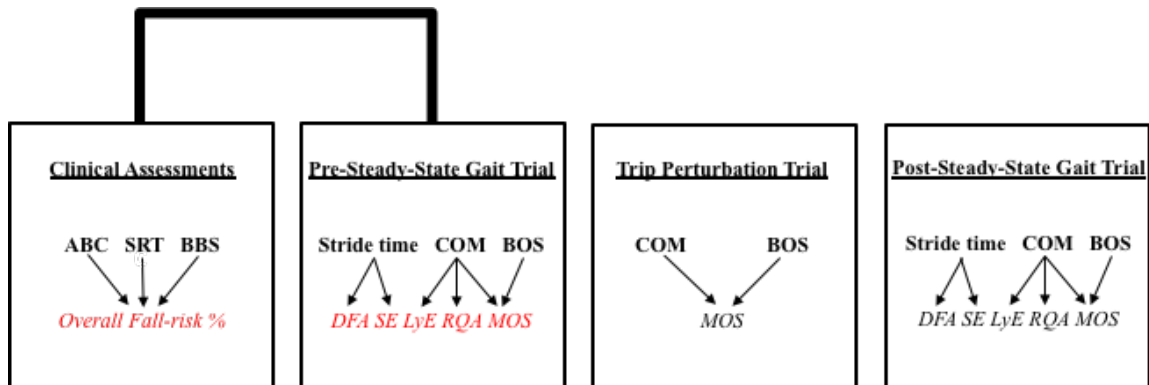 Clinical Assessments
ABC SRT BBS
Overall Fall-risk %
Pre-Steady-State Gait Trial
Stride time COM BOS
DFA SE LyE RQA MOS
Trip Perturbation Trial
COM BOS
MOS
Post-Steady-State Gait Trial
Stride time COM BOS
DFA SE LyE RQA MOS